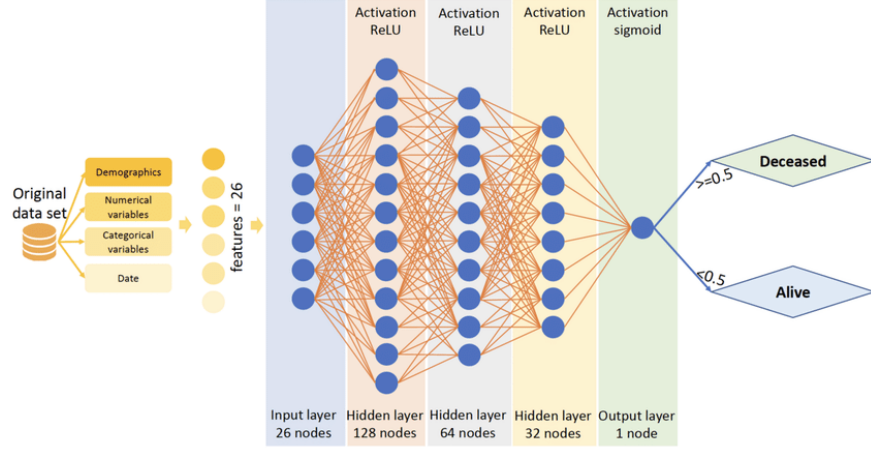 Activation
ReLU
Activation
ReLU
Activation
ReLU
Activation
sigmoid
Original
data set
Demographics
Numerical
variables
Categorical
variables
Date
features = 26
>=0.5
<0.5
Deceased
Alive
Input layer
26 nodes
Hidden layer
128 nodes
Hidden layer
64 nodes
Hidden layer
32 nodes
Output layer
1 node